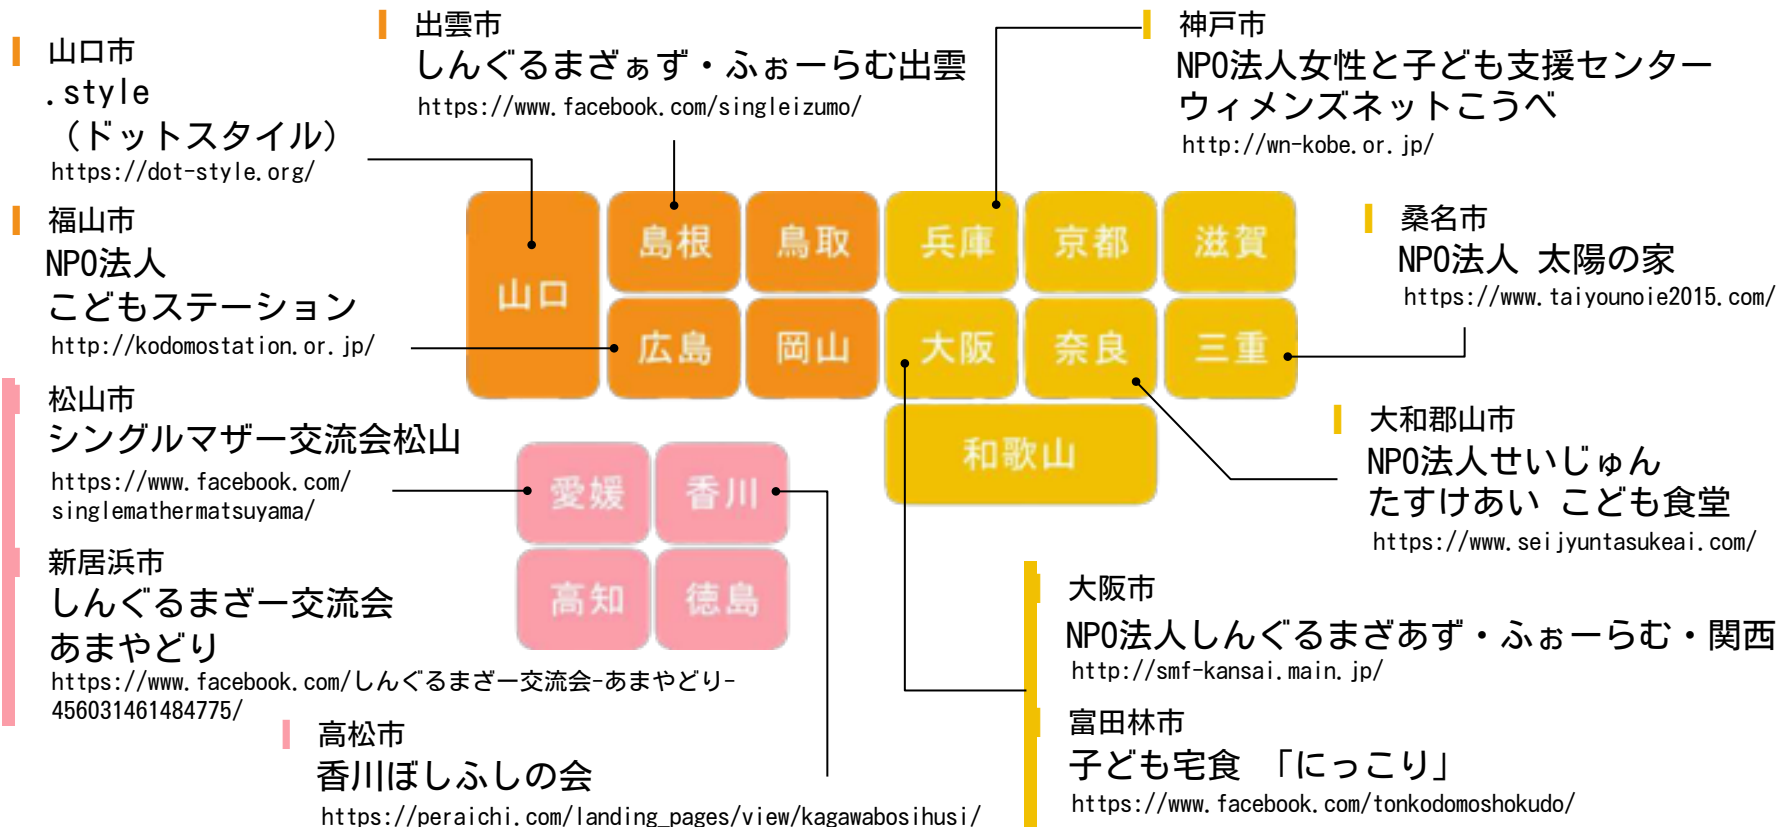 山口市
.style
（ドットスタイル）
https://dot-style.org/
福山市
NPO法人
こどもステーション
http://kodomostation.or.jp/
松山市
シングルマザー交流会松山
https://www.facebook.com/
singlemathermatsuyama/
新居浜市
しんぐるまざー交流会
あまやどり
https://www.facebook.com/しんぐるまざー交流会-あまやどり-
456031461484775/
高松市
香川ぼしふしの会
https://peraichi.com/landing_pages/view/kagawabosihusi/
出雲市
しんぐるまざぁず・ふぉーらむ出雲
https://www.facebook.com/singleizumo/
神戸市
NPO法人女性と子ども支援センター
ウィメンズネットこうべ
http://wn-kobe.or.jp/
桑名市
NPO法人 太陽の家
https://www.taiyounoie2015.com/
大和郡山市
NPO法人せいじゅん
たすけあい こども食堂
https://www.seijyuntasukeai.com/
大阪市
NPO法人しんぐるまざあず・ふぉーらむ・関西
http://smf-kansai.main.jp/
富田林市
子ども宅食 「にっこり」
https://www.facebook.com/tonkodomoshokudo/
山口
島根
鳥取
兵庫
京都
滋賀
広島
岡山
大阪
奈良
三重
和歌山
愛媛
香川
高知
徳島